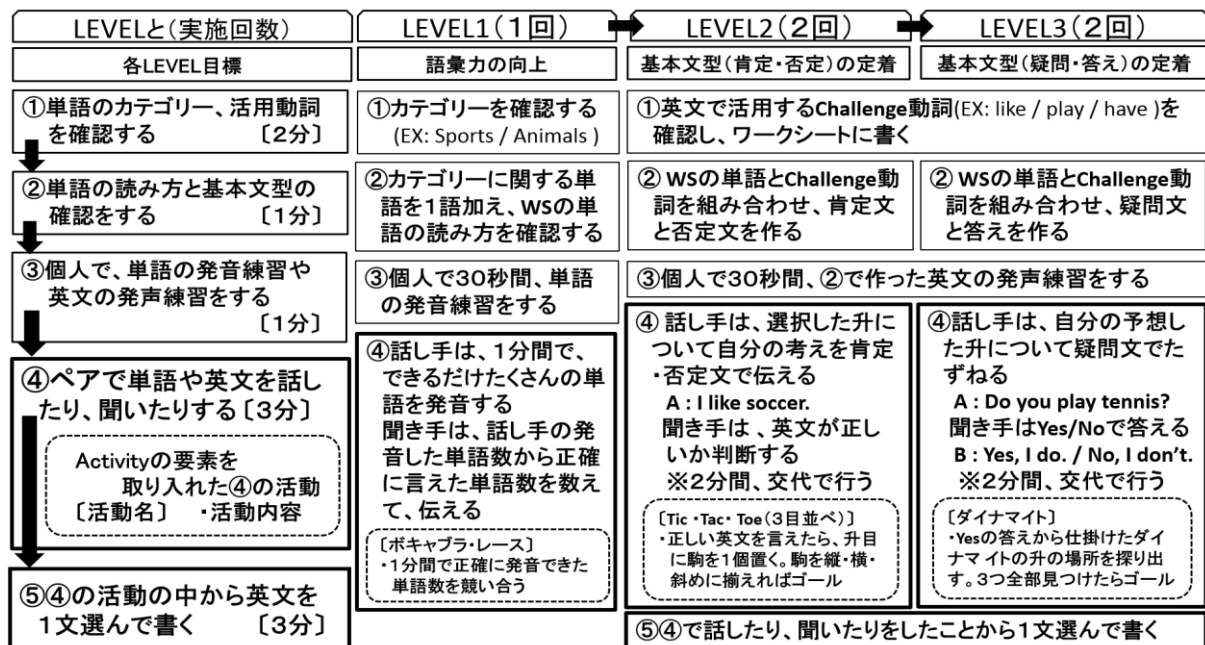 LEVELと(実施回数)
各LEVEL目標
①単語のカテゴリー、活用動詞
を確認する 〔2分〕
②単語の読み方と基本文型の
確認をする 〔1分〕
③個人で、単語の発音練習や
英文の発声練習をする
〔1分〕
④ペアで単語や英文を話し
たり、聞いたりする〔3分〕
Activityの要素を
取り入れた④の活動
〔活動名〕 ・活動内容
⑤④の活動の中から英文を
1文選んで書く 〔3分〕
LEVEL1(1回)
語彙力の向上
①カテゴリーを確認する
(EX: Sports / Animals )
②カテゴリーに関する単
語を1語加え、WSの単
語の読み方を確認する
③個人で30秒間、単語
の発音練習をする
④話し手は、1分間で、
できるだけたくさんの単
語を発音する
聞き手は、話し手の発
音した単語数から正確
に言えた単語数を数え
て、伝える
〔ボキャブラ・レース〕
・1分間で正確に発音できた
単語数を競い合う
LEVEL2(2回)
基本文型(肯定・否定)の定着
LEVEL3(2回)
基本文型(疑問・答え)の定着
①英文で活用するChallenge動詞(EX: like / play / have )を
確認し、ワークシートに書く
② WSの単語とChallenge動
詞を組み合わせ、肯定文
と否定文を作る
② WSの単語とChallenge動
詞を組み合わせ、疑問文
と答えを作る
③個人で30秒間、②で作った英文の発声練習をする
④ 話し手は、選択した升に
ついて自分の考えを肯定
・否定文で伝える
A : I like soccer.
聞き手は 、英文が正し
いか判断する
※2分間、交代で行う
〔Tic ・Tac・ Toe(3目並べ)〕
・正しい英文を言えたら、升目
に駒を1個置く。駒を縦・横・
斜めに揃えればゴール
④話し手は、自分の予想し
た升について疑問文でた
ずねる
A : Do you play tennis?
聞き手はYes/Noで答える
B : Yes, I do. / No, I don't.
※2分間、交代で行う
〔ダイナマイト〕
・Yesの答えから仕掛けたダイ
ナマイトの升の場所を探り出
す。3つ全部見つけたらゴール
⑤④で話したり、聞いたりをしたことから1文選んで書く